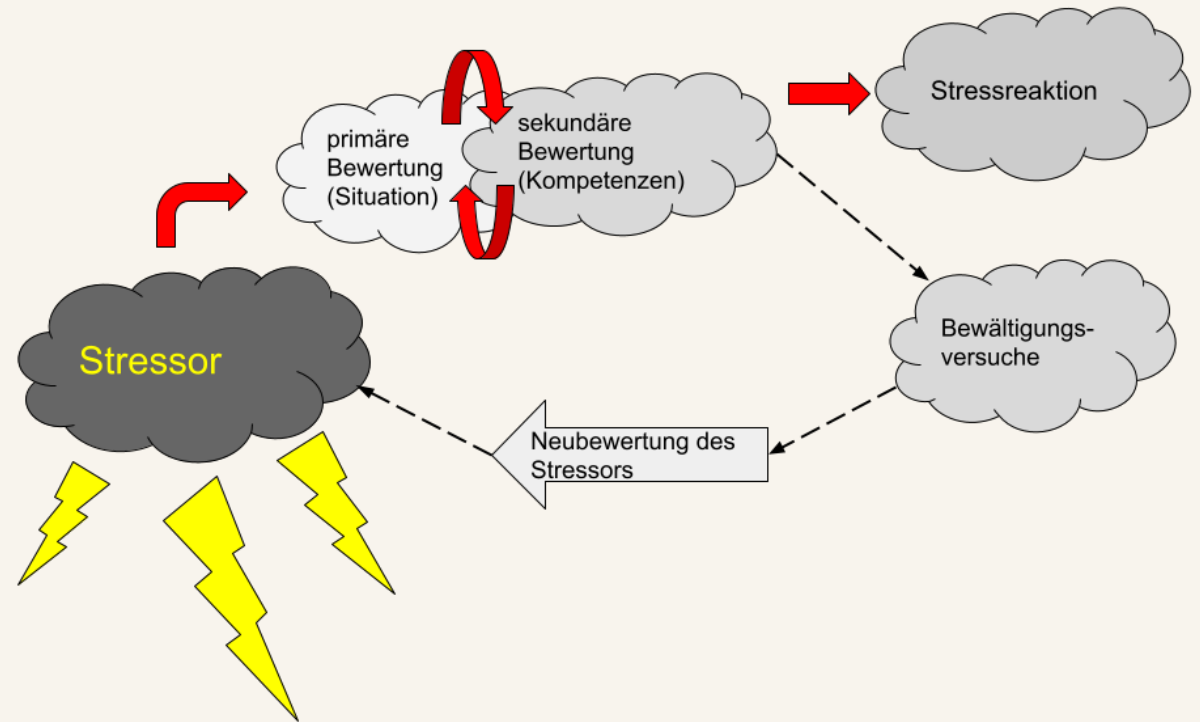 primäre
Bewertung
(Situation)
sekundäre
Bewertung
(Kompetenzen)
Stressreaktion
Stressor
Bewältigungs-
versuche
Neubewertung des
Stressors